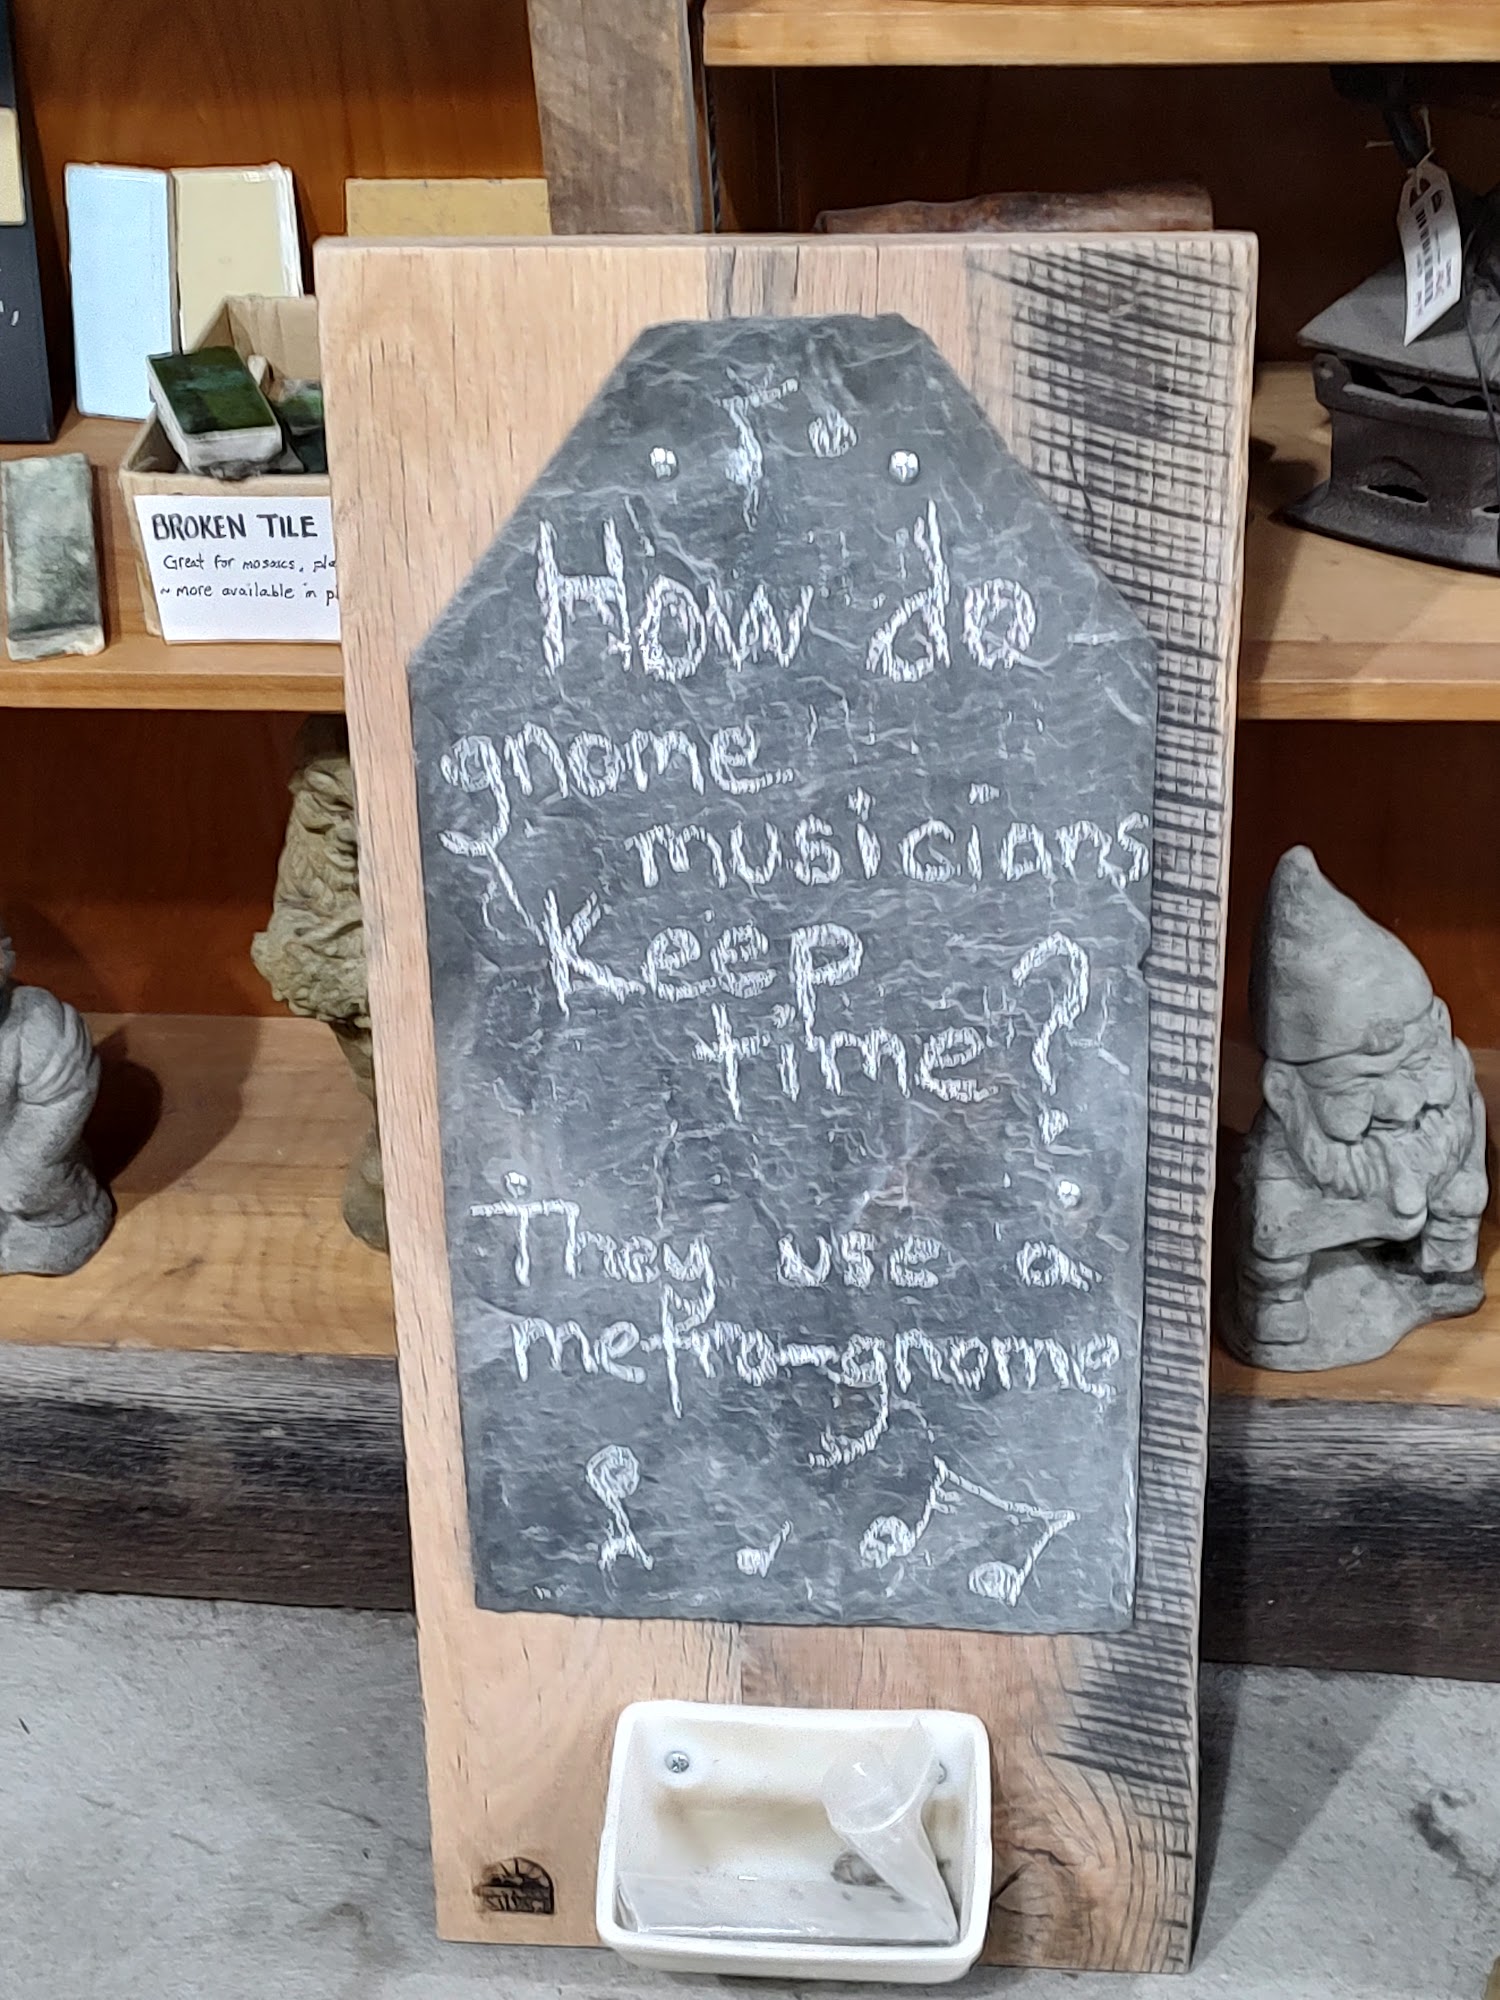 BROKEN TILE
Great for mosaics,
~ more available in
How do
gnome
musicians
keep
time?
They use a
metro-gnome